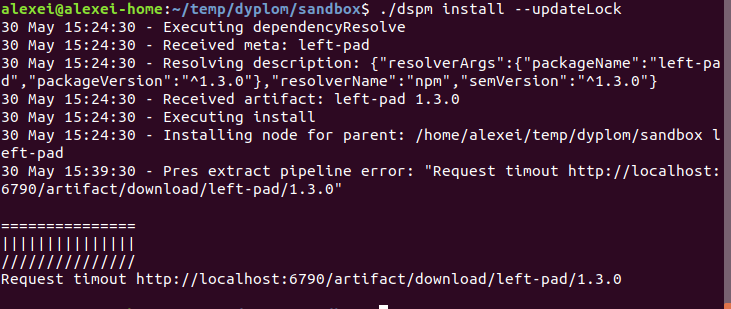 alexei@alexei-home:~/temp/dyplom/sandbox$ ./dspm install --updateLock
30 May 15:24:30 - Executing dependencyResolve
30 May 15:24:30 - Received meta: left-pad
30 May 15:24:30 - Resolving description: {"resolverArgs":{"packageName":"left-pa
d","packageVersion":"^1.3.0"},"resolverName":"npm","semVersion":"^1.3.0"}
30 May 15:24:30 - Received artifact: left-pad 1.3.0
30 May 15:24:30 - Executing install
30 May 15:24:30 - Installing node for parent: /home/alexei/temp/dyplom/sandbox l
eft-pad
30 May 15:39:30 - Pres extract pipeline error: "Request timout http://localhost:
6790/artifact/download/left-pad/1.3.0"
===============
|||||||||||||||
///////////////
Request timout http://localhost:6790/artifact/download/left-pad/1.3.0